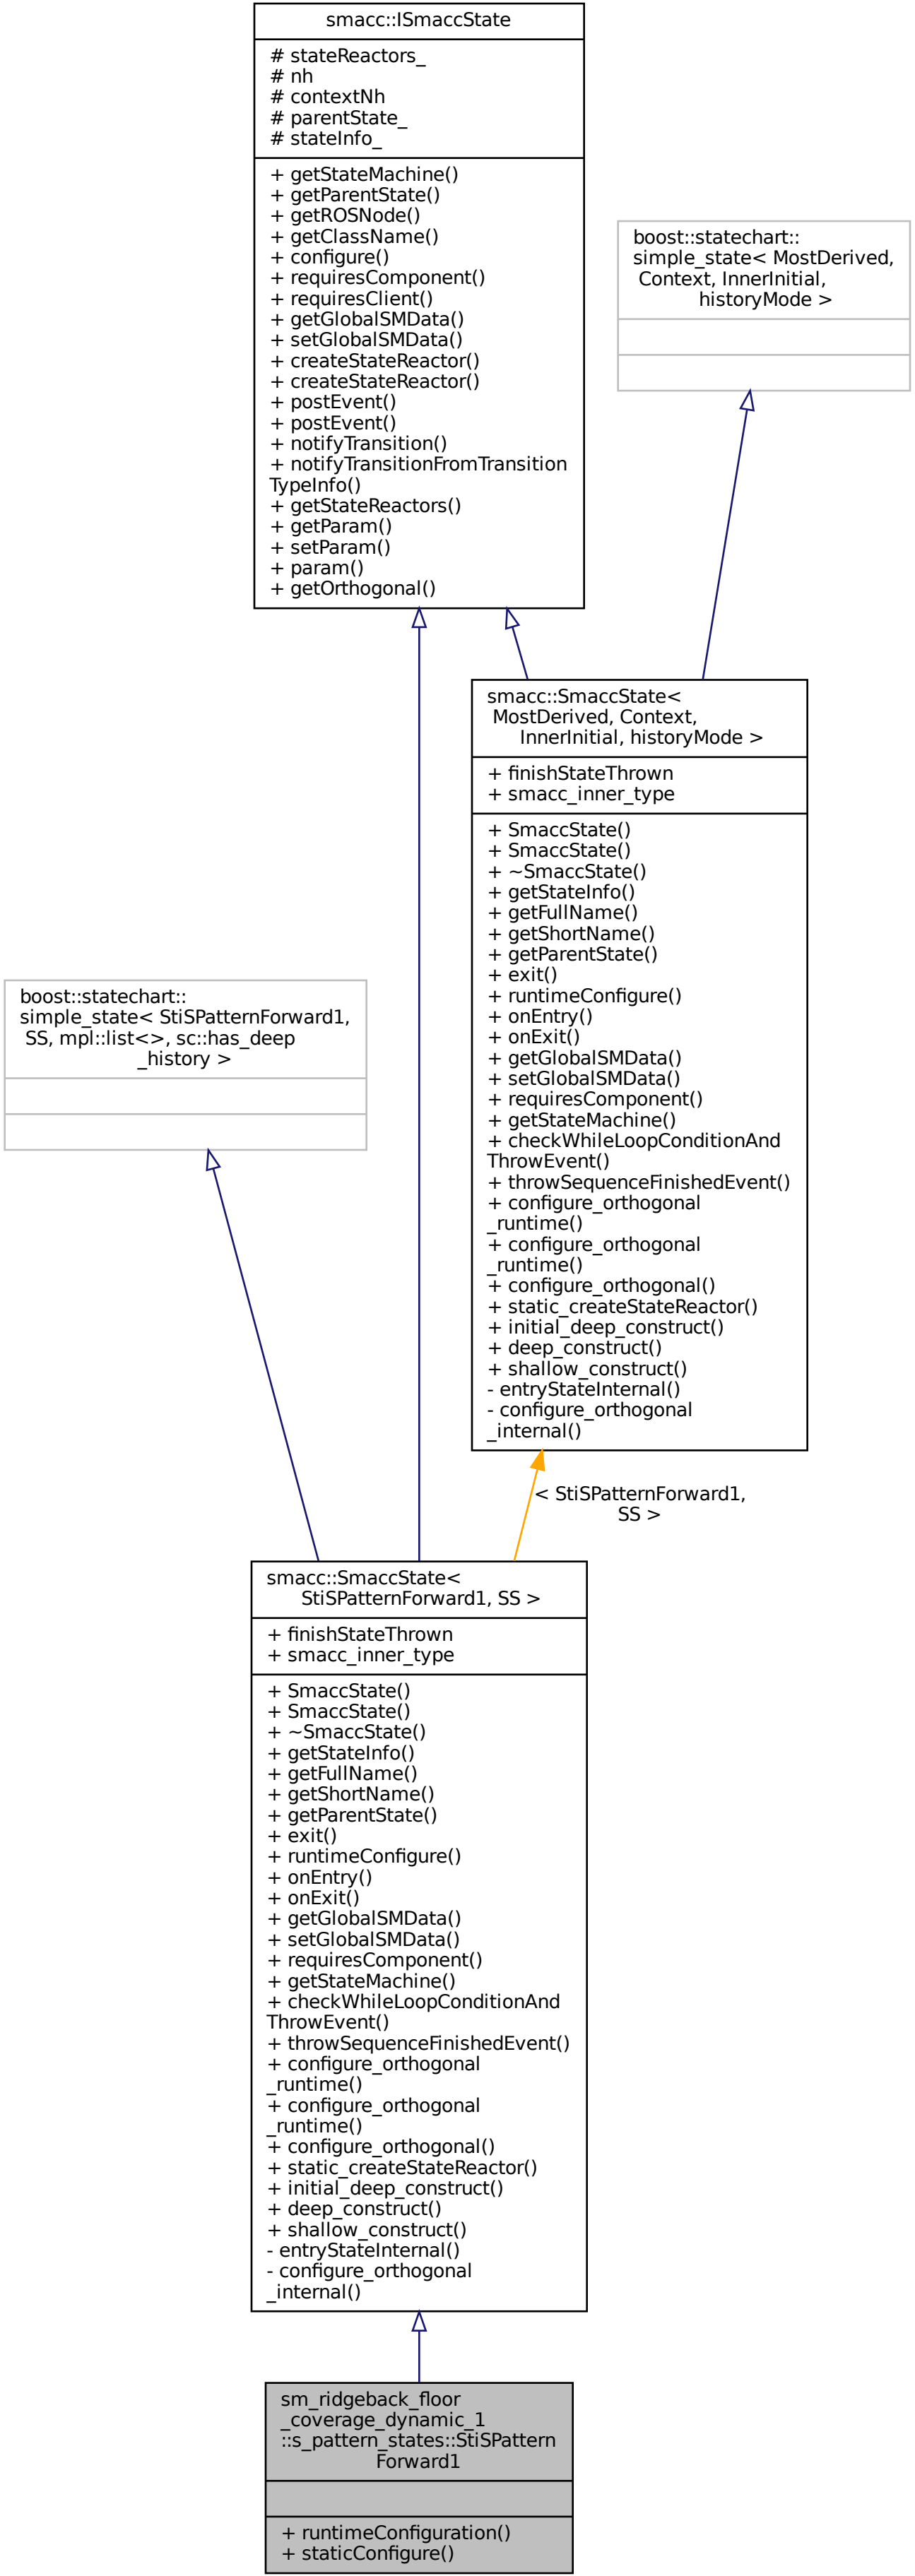 smacc::ISmaccState
# stateReactors_
# nh
# contextNh
# parentState_
# stateInfo_
+ getStateMachine()
+ getParentState()
+ getROSNode()
+ getClassName()
+ configure()
+ requiresComponent()
+ requiresClient()
+ getGlobalSMData()
+ setGlobalSMData()
+ createStateReactor()
+ createStateReactor()
+ postEvent()
+ postEvent()
+ notifyTransition()
+ notifyTransitionFromTransition
TypeInfo()
+ getStateReactors()
+ getParam()
+ setParam()
+ param()
+ getOrthogonal()
boost::statechart::
simple_state< MostDerived,
Context, InnerInitial,
historyMode >
smacc::SmaccState<
MostDerived, Context,
InnerInitial, historyMode >
+ finishStateThrown
+ smacc_inner_type
+ SmaccState()
+ SmaccState()
+ ~SmaccState()
+ getStateInfo()
+ getFullName()
+ getShortName()
+ getParentState()
+ exit()
+ runtimeConfigure()
+ onEntry()
+ onExit()
+ getGlobalSMData()
+ setGlobalSMData()
+ requiresComponent()
+ getStateMachine()
+ checkWhileLoopConditionAnd
ThrowEvent()
+ throwSequenceFinishedEvent()
+ configure_orthogonal
_runtime()
+ configure_orthogonal
_runtime()
+ configure_orthogonal()
+ static_createStateReactor()
+ initial_deep_construct()
+ deep_construct()
+ shallow_construct()
- entryStateInternal()
- configure_orthogonal
_internal()
boost::statechart::
simple_state< StiSPatternForward1,
SS, mpl::list<>, sc::has_deep
_history >
< StiSPatternForward1,
SS >
smacc::SmaccState<
StiSPatternForward1, SS >
+ finishStateThrown
+ smacc_inner_type
+ SmaccState()
+ SmaccState()
+ ~SmaccState()
+ getStateInfo()
+ getFullName()
+ getShortName()
+ getParentState()
+ exit()
+ runtimeConfigure()
+ onEntry()
+ onExit()
+ getGlobalSMData()
+ setGlobalSMData()
+ requiresComponent()
+ getStateMachine()
+ checkWhileLoopConditionAnd
ThrowEvent()
+ throwSequenceFinishedEvent()
+ configure_orthogonal
_runtime()
+ configure_orthogonal
_runtime()
+ configure_orthogonal()
+ static_createStateReactor()
+ initial_deep_construct()
+ deep_construct()
+ shallow_construct()
- entryStateInternal()
- configure_orthogonal
_internal()
sm_ridgeback_floor
_coverage_dynamic_1
::s_pattern_states::StiSPattern
Forward1
+ runtimeConfiguration()
+ staticConfigure()